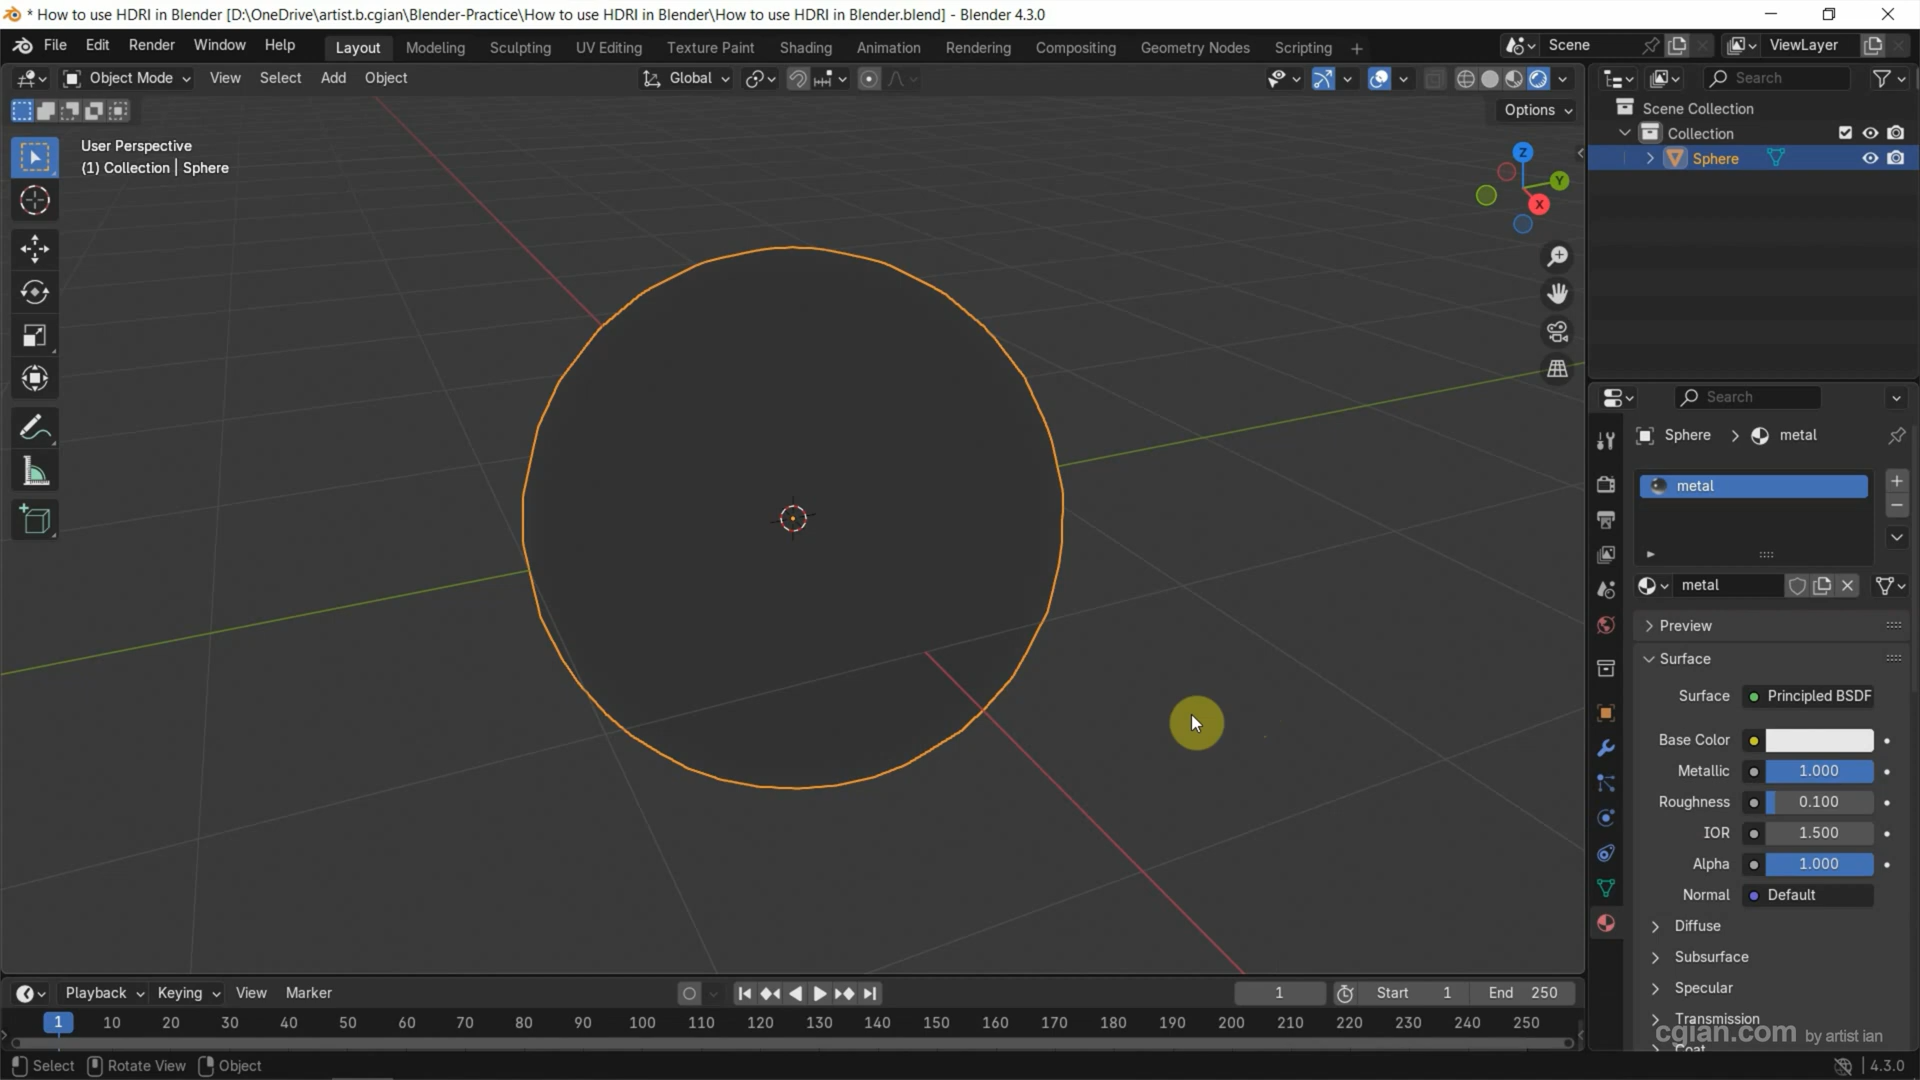 * How to use HDRI in Blender [D:\OneDrive\artist.b.cgian\Blender-Practice\How to use HDRI in Blender\How to use HDRI in Blender.blend] - Blender 4.3.0
File Edit Render Window Help Layout Modeling Sculpting UV Editing Texture Paint Shading Animation Rendering Compositing Geometry Nodes Scripting + Scene ViewLayer
Object Mode View Select Add Object Global Search
Options
Scene Collection
Collection
Sphere
User Perspective
(1) Collection | Sphere
Z
Y
X
Search
Sphere > metal
metal
metal
Preview
Surface
Surface Principled BSDF
Base Color
Metallic 1.000
Roughness 0.100
IOR 1.500
Alpha 1.000
Normal Default
Diffuse
Subsurface
Specular
Transmission
Coat
Playback Keying View Marker 1 Start 1 End 250
1 10 20 30 40 50 60 70 80 90 100 110 120 130 140 150 160 170 180 190 200 210 220 230 240 250
cgian.com by artist ian
Select Rotate View Object 4.3.0